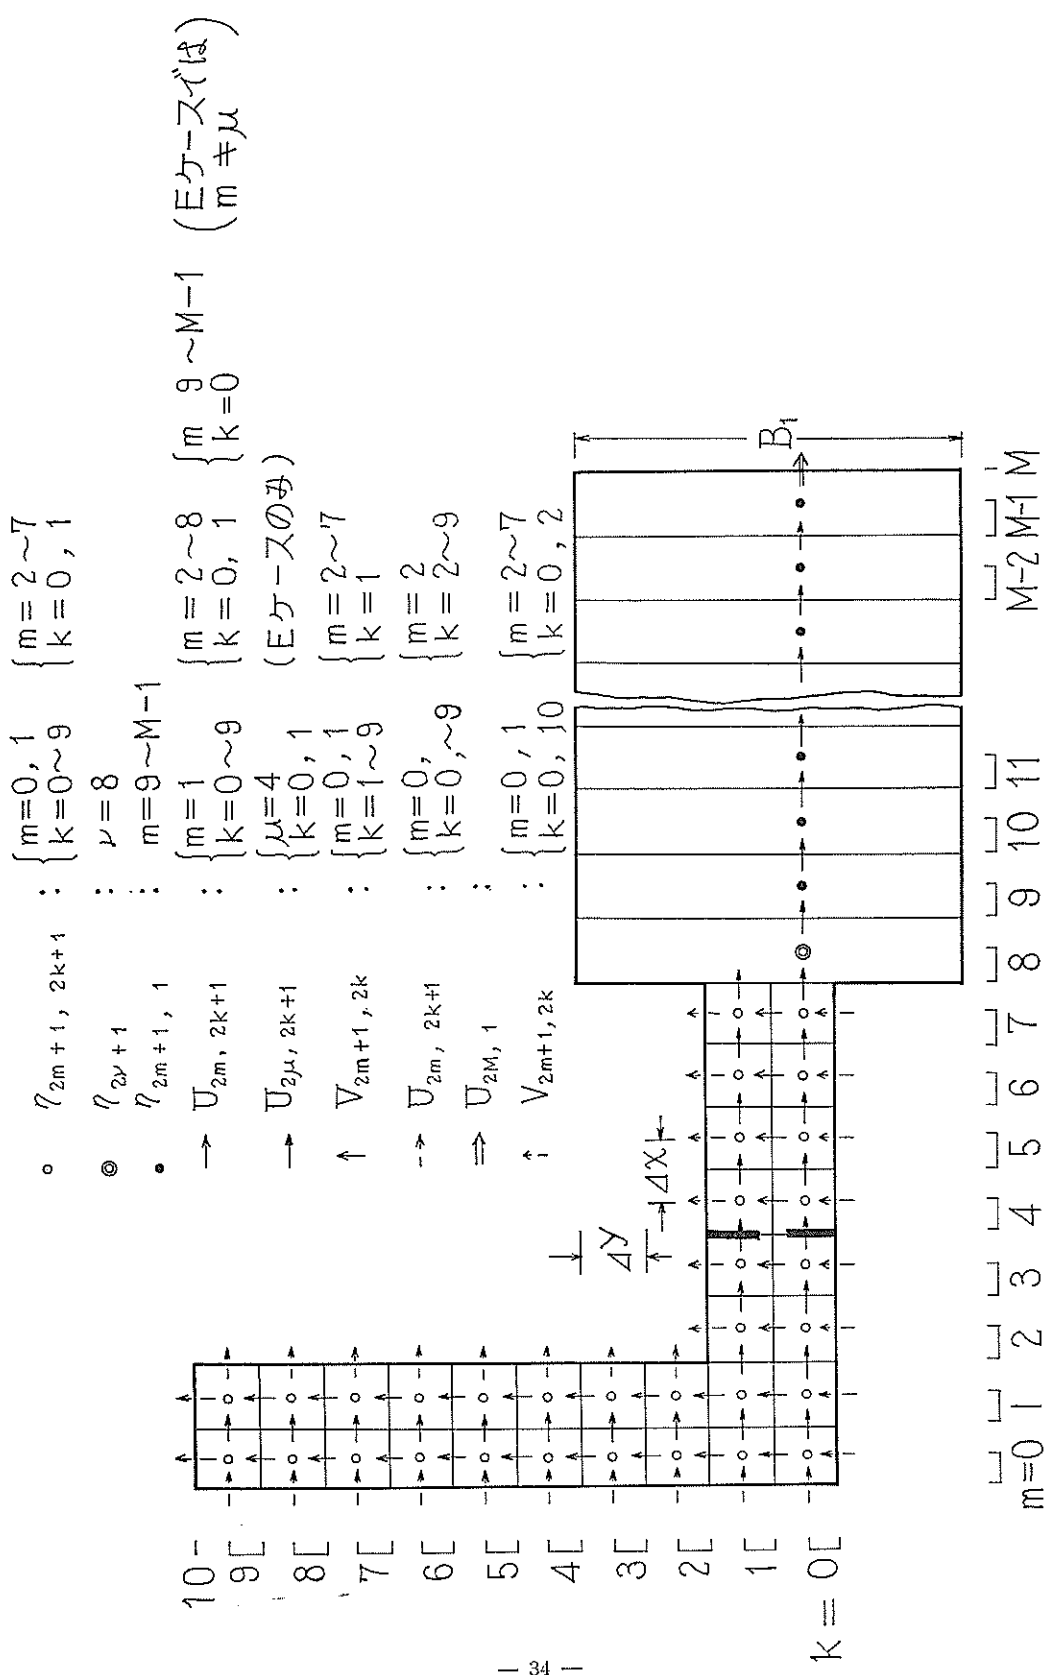 ○ η2m+1, 2k+1 : {m=0, 1 {m=2~7
{k=0~9 {k=0, 1
◎ η2ν+1 : ν=8
● η2m+1, 1 : m=9~M-1
→ U2m, 2k+1 : {m=1 {m=2~8 {m 9~M-1 (Eケースでは
{k=0~9 {k=0, 1 {k=0 (m≠μ)
→ U2μ, 2k+1 : {μ=4 (Eケースのみ)
{k=0, 1
↑ V2m+1, 2k : {m=0, 1 {m=2~7
{k=1~9 {k=1
⇢ U2m, 2k+1 : {m=0, {m=2
{k=0,~9 {k=2~9
⇒ U2M, 1 :
⇡ V2m+1, 2k : {m=0, 1 {m=2~7
{k=0, 10 {k=0, 2
10
9[
8[
7[
6[
5[
4[
3[
2[
1[
k = 0[
Δy
ΔX
B1
m=0 1 2 3 4 5 6 7 8 9 10 11 M-2 M-1 M
— 34 —